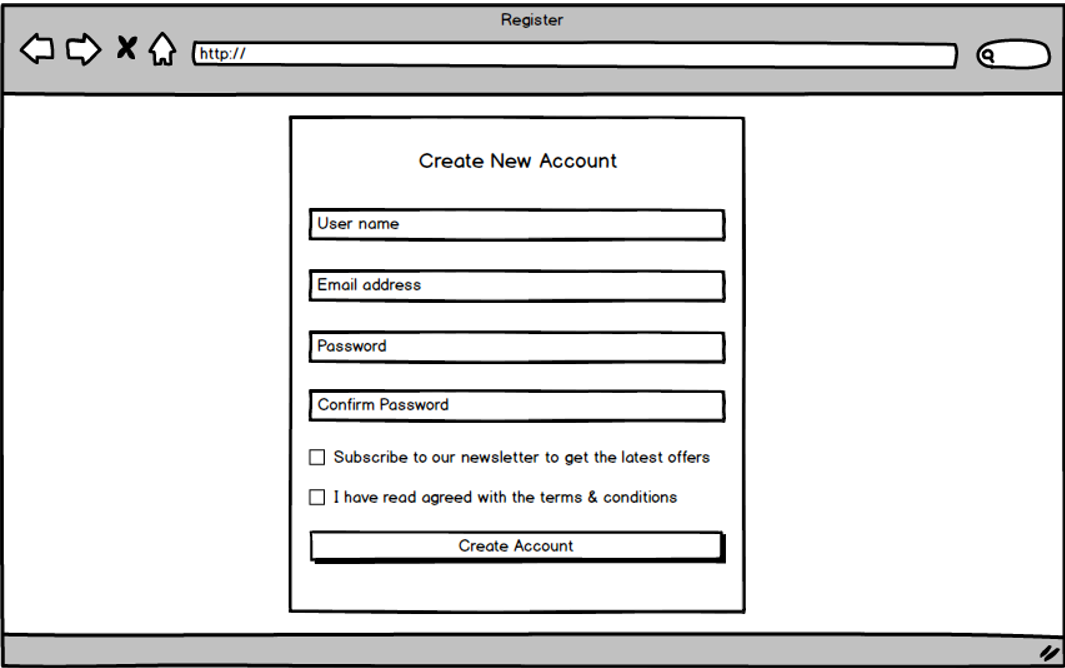 Register
http://
Create New Account
User name
Email address
Password
Confirm Password
Subscribe to our newsletter to get the latest offers
I have read agreed with the terms & conditions
Create Account